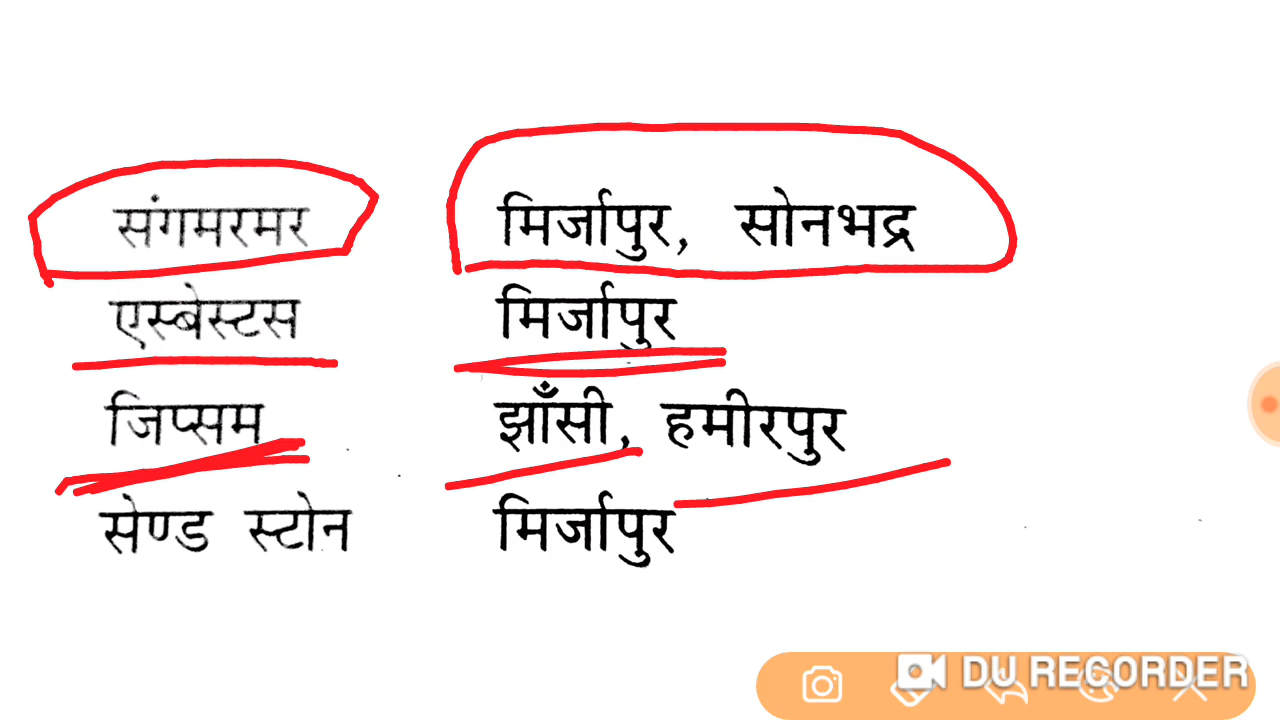 संगमरमर मिर्जापुर, सोनभद्र
एस्बेस्टस मिर्जापुर
जिप्सम झाँसी, हमीरपुर
सेण्ड स्टोन मिर्जापुर
DU RECORDER